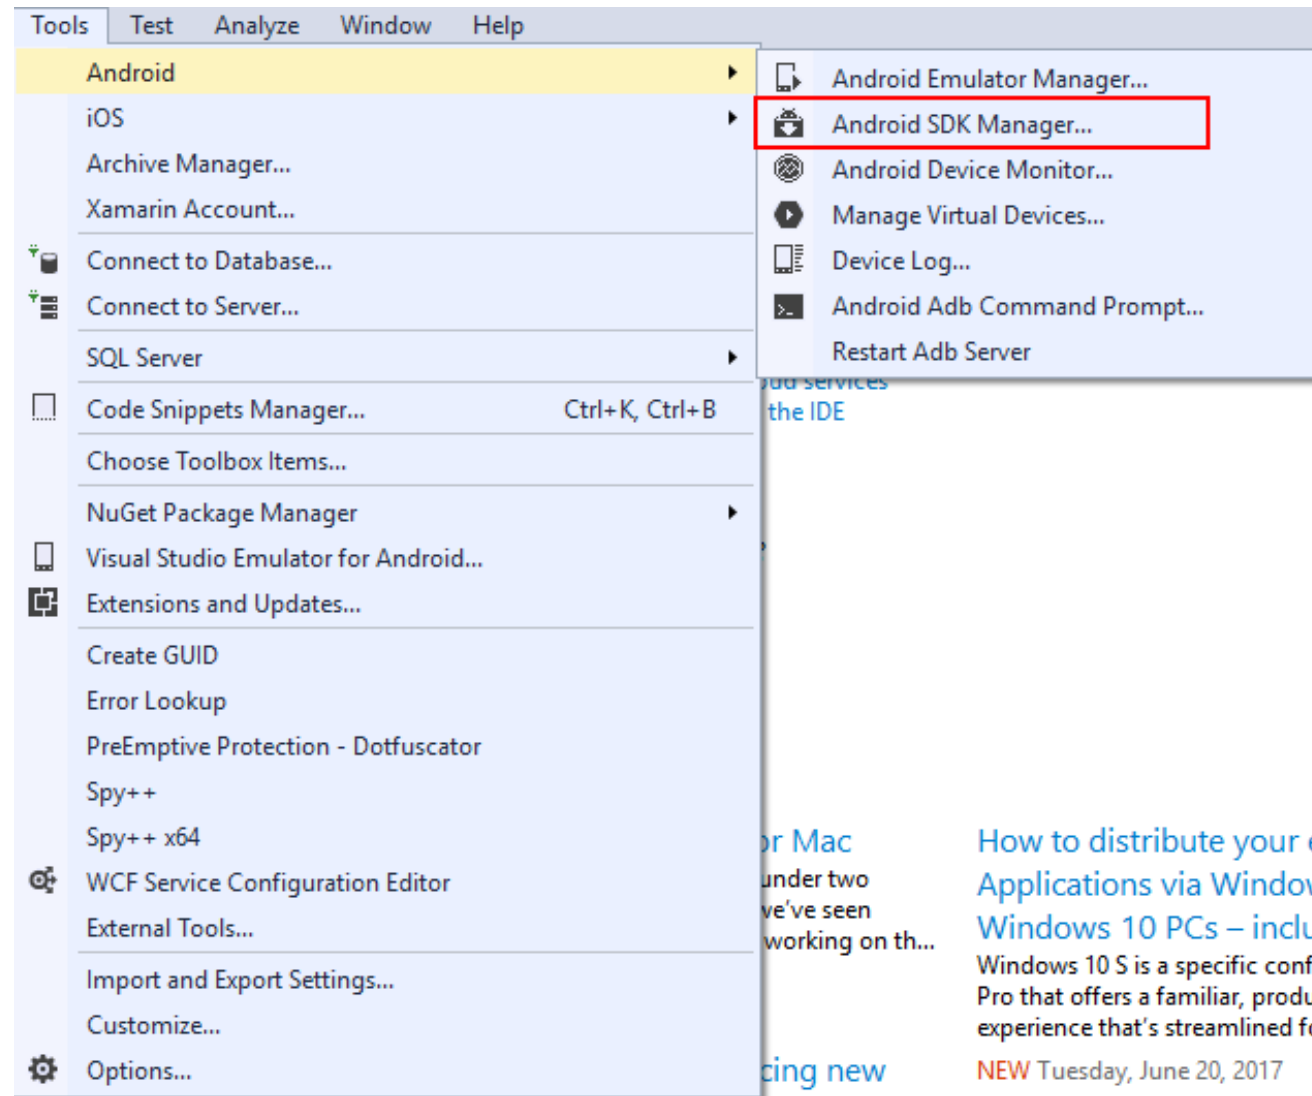 Tools Test Analyze Window Help
Android
iOS
Archive Manager...
Xamarin Account...
Connect to Database...
Connect to Server...
SQL Server
Code Snippets Manager... Ctrl+K, Ctrl+B
Choose Toolbox Items...
NuGet Package Manager
Visual Studio Emulator for Android...
Extensions and Updates...
Create GUID
Error Lookup
PreEmptive Protection - Dotfuscator
Spy++
Spy++ x64
WCF Service Configuration Editor
External Tools...
Import and Export Settings...
Customize...
Options...
Android Emulator Manager...
Android SDK Manager...
Android Device Monitor...
Manage Virtual Devices...
Device Log...
Android Adb Command Prompt...
Restart Adb Server
services
the IDE
Mac
under two
we've seen
working on th...
new
How to distribute your
Applications via
Windows 10 PCs –
Windows 10 S is a specific
Pro that offers a familiar,
experience that's streamlined
NEW Tuesday, June 20, 2017